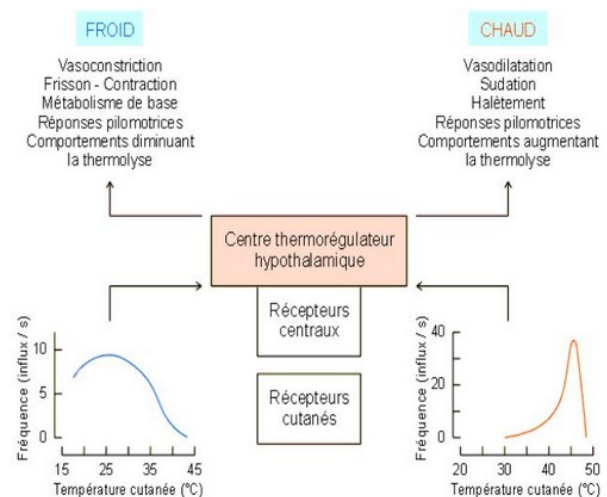 FROID
Vasoconstriction
Frisson - Contraction
Métabolisme de base
Réponses pilomotrices
Comportements diminuant
la thermolyse
CHAUD
Vasodilatation
Sudation
Halètement
Réponses pilomotrices
Comportements augmentant
la thermolyse
Centre thermorégulateur
hypothalamique
Récepteurs
centraux
Récepteurs
cutanés
Fréquence (influx / s)
10
5
0
15 25 35 45
Température cutanée (°C)
Fréquence (influx / s)
40
20
0
20 30 40 50
Température cutanée (°C)